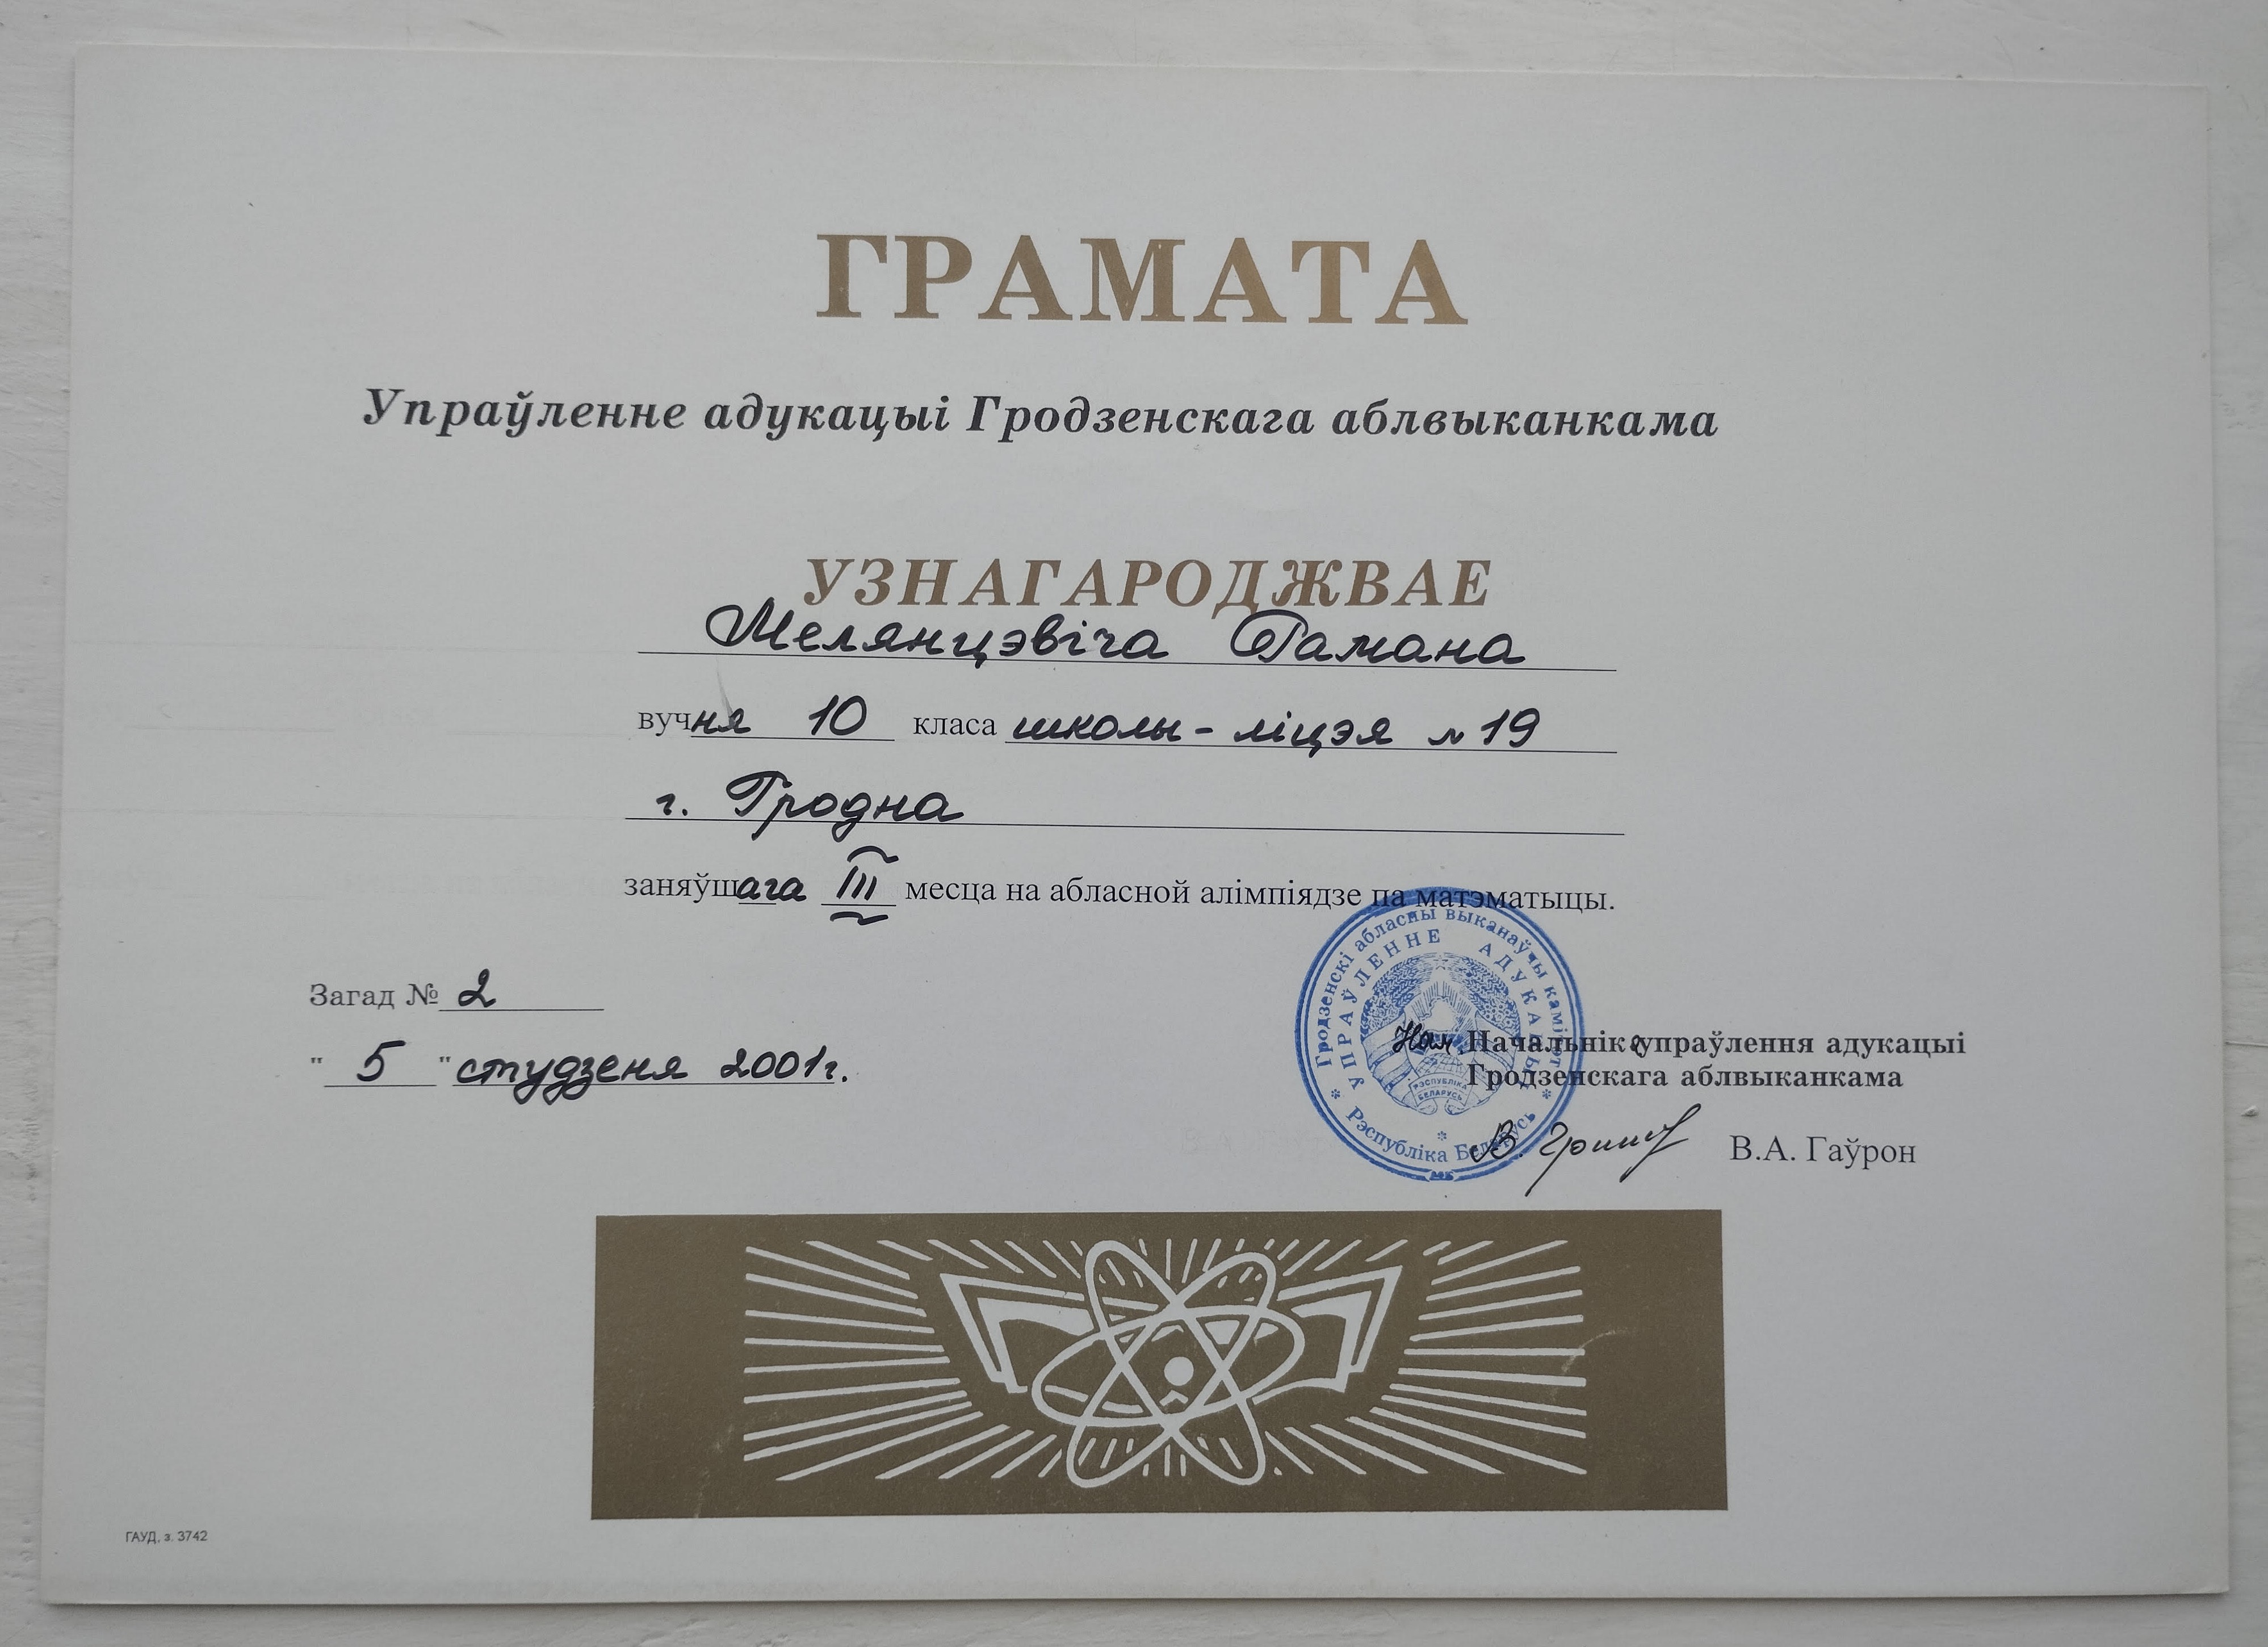 ГРАМАТА
Упраўленне адукацыі Гродзенскага аблвыканкама
УЗНАГАРОДЖВАЕ
Мелянцэвіча Рамана
вучня 10 класа школы-ліцэя №19
г. Гродна
заняўшага III месца на абласной алімпіядзе па матэматыцы.
Загад № 2
" 5 " студзеня 2001г.
Гродзенскі абласны выканаўчы камітэт
УПРАЎЛЕННЕ АДУКАЦЫІ
РЭСПУБЛІКА
БЕЛАРУСЬ
* Рэспубліка Беларусь *
Нам. Начальніка упраўлення адукацыі
Гродзенскага аблвыканкама
В.А. Гаўрон
ГАУД, з. 3742